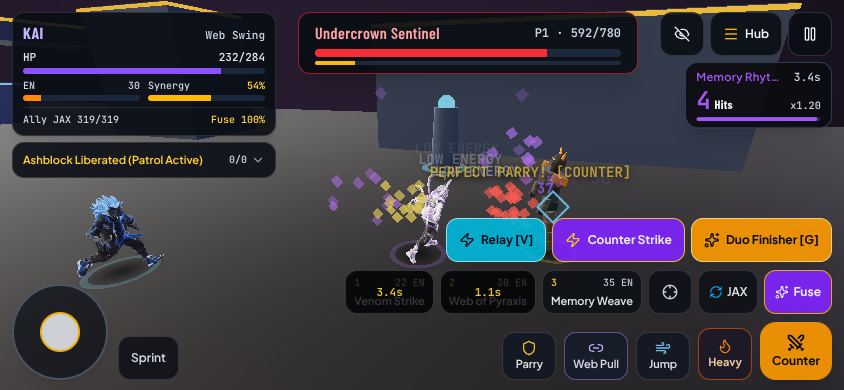 KAI
Web Swing
HP
232/284
EN
30
Synergy
54%
Ally JAX 319/319
Fuse 100%
Ashblock Liberated (Patrol Active)
0/0
Undercrown Sentinel
P1 · 592/780
Hub
Memory Rhyt...
3.4s
4 Hits
x1.20
LOW ENERGY
LOW ENERGY
PERFECT PARRY! [COUNTER]
37
Relay [V]
Counter Strike
Duo Finisher [G]
1
22 EN
3.4s
Venom Strike
2
30 EN
1.1s
Web of Pyraxis
3
35 EN
Memory Weave
JAX
Fuse
Sprint
Parry
Web Pull
Jump
Heavy
Counter